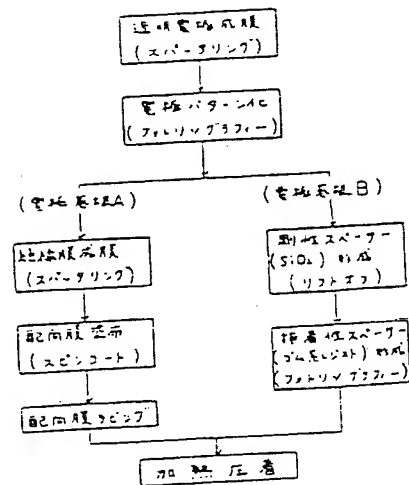 透明電極成膜
(スパータリング)
電極パターン化
(フォトリソグラフィー)
(電極基板A)
(電極基板B)
絶縁膜成膜
(スパータリング)
剛性スペーサー
(SiO₂) 形成
(リフトオフ)
配向膜塗布
(スピンコート)
接着性スペーサー
(ゴム系レジスト) 形成
(フォトリソグラフィー)
配向膜ラビング
加熱圧着